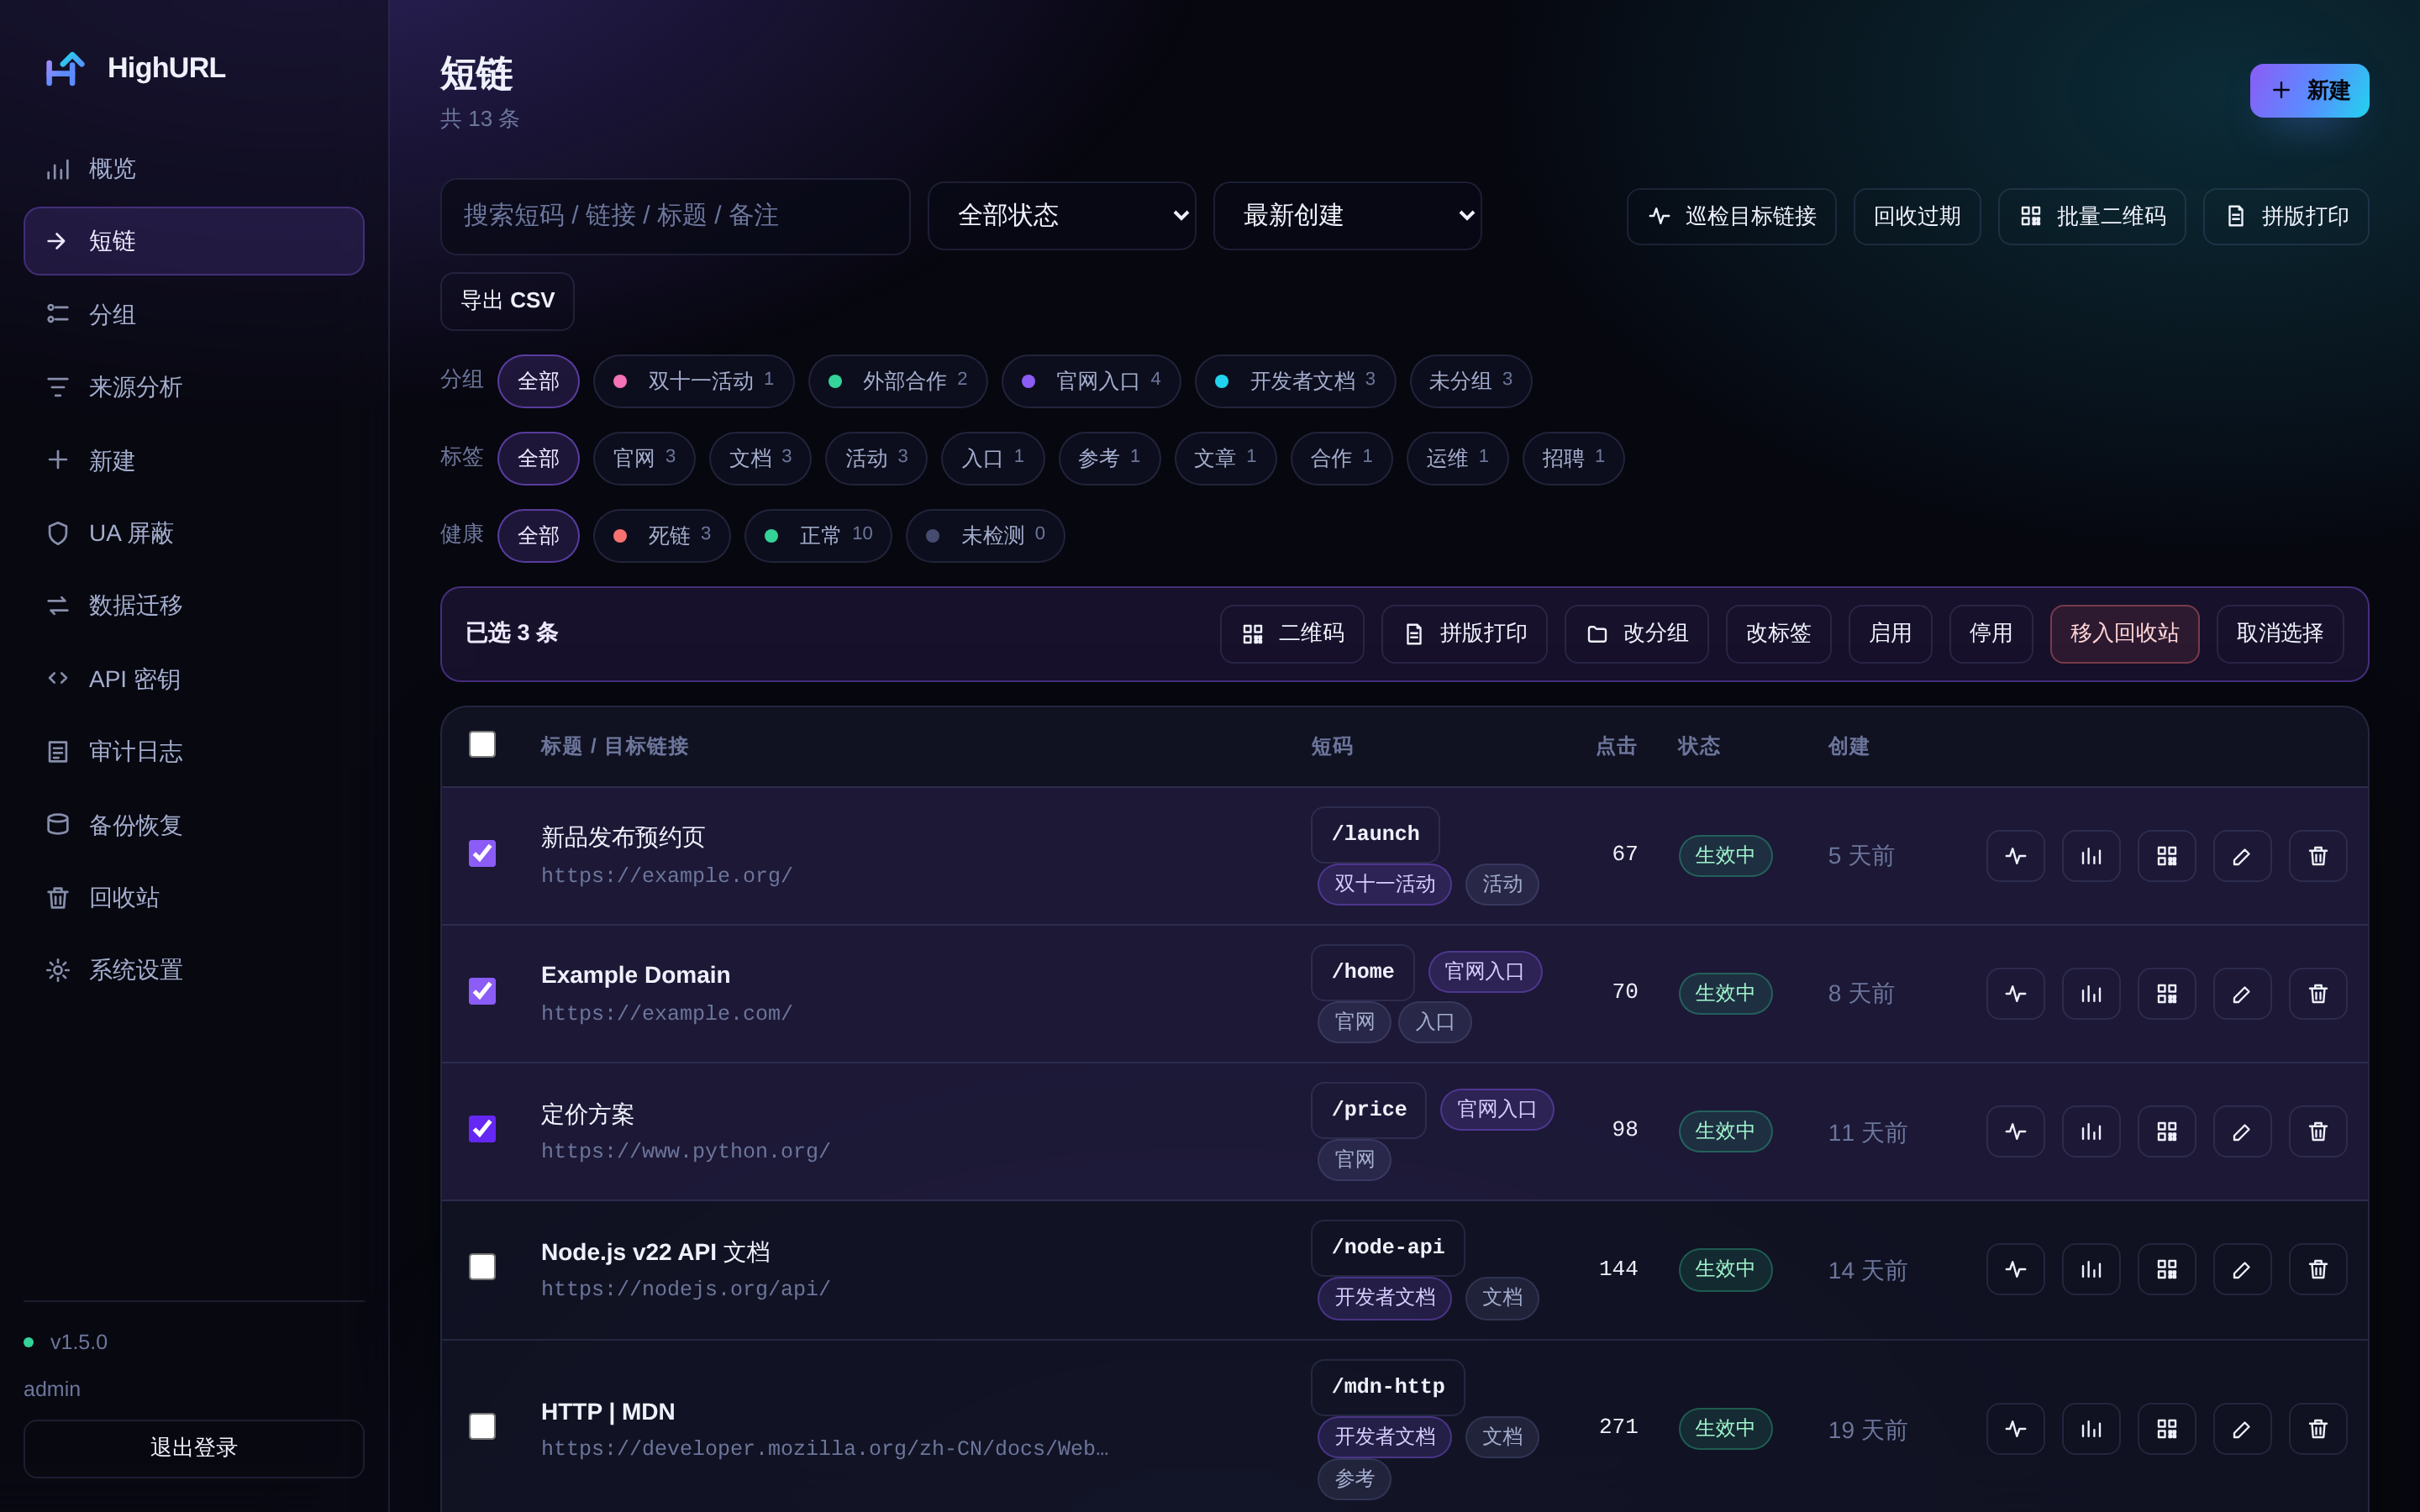 HighURL
概览
短链
分组
来源分析
新建
UA 屏蔽
数据迁移
API 密钥
审计日志
备份恢复
回收站
系统设置
v1.5.0
admin
退出登录
短链
共 13 条
新建
搜索短码 / 链接 / 标题 / 备注 全部状态 最新创建 巡检目标链接 回收过期 批量二维码 拼版打印
导出 CSV
分组 全部 双十一活动 1 外部合作 2 官网入口 4 开发者文档 3 未分组 3
标签 全部 官网 3 文档 3 活动 3 入口 1 参考 1 文章 1 合作 1 运维 1 招聘 1
健康 全部 死链 3 正常 10 未检测 0
已选 3 条 二维码 拼版打印 改分组 改标签 启用 停用 移入回收站 取消选择
标题 / 目标链接 短码 点击 状态 创建
新品发布预约页 /launch 67 生效中 5 天前
https://example.org/ 双十一活动 活动
Example Domain /home 官网入口 70 生效中 8 天前
https://example.com/ 官网 入口
定价方案 /price 官网入口 98 生效中 11 天前
https://www.python.org/ 官网
Node.js v22 API 文档 /node-api 144 生效中 14 天前
https://nodejs.org/api/ 开发者文档 文档
HTTP | MDN /mdn-http 271 生效中 19 天前
https://developer.mozilla.org/zh-CN/docs/Web… 开发者文档 文档
参考